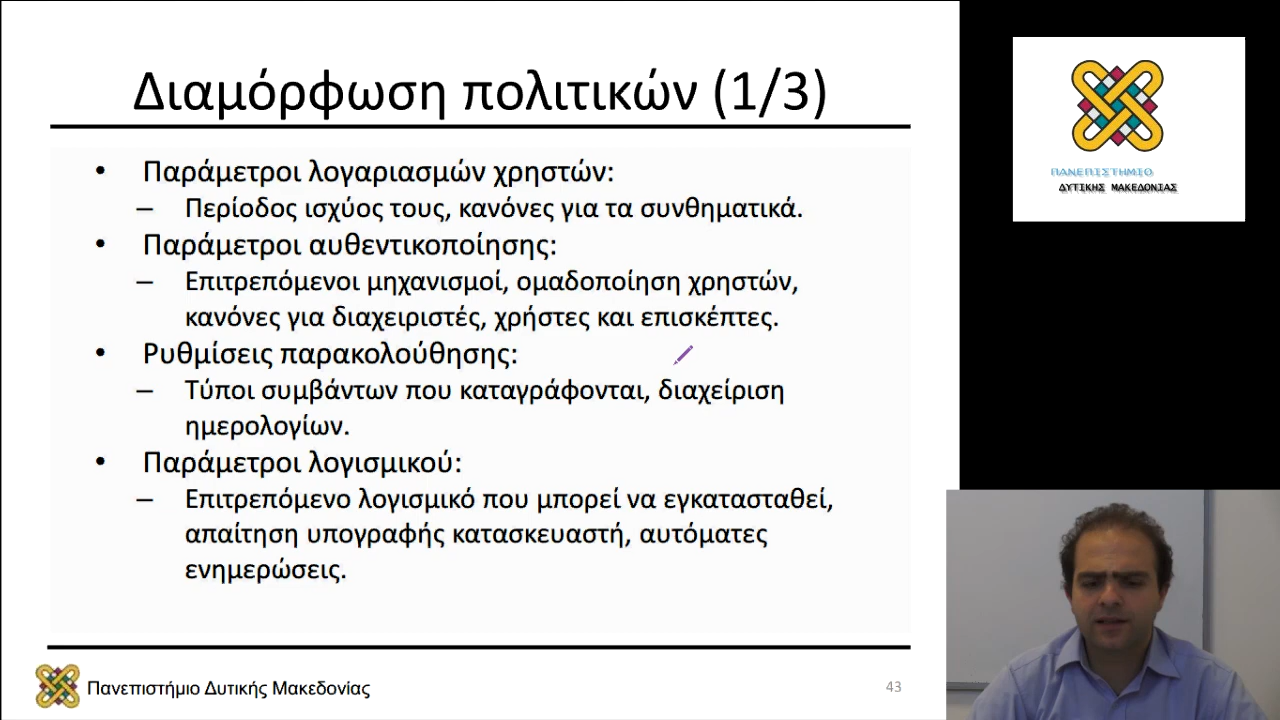 Διαμόρφωση πολιτικών (1/3)
• Παράμετροι λογαριασμών χρηστών:
– Περίοδος ισχύος τους, κανόνες για τα συνθηματικά.
• Παράμετροι αυθεντικοποίησης:
– Επιτρεπόμενοι μηχανισμοί, ομαδοποίηση χρηστών,
κανόνες για διαχειριστές, χρήστες και επισκέπτες.
• Ρυθμίσεις παρακολούθησης:
– Τύποι συμβάντων που καταγράφονται, διαχείριση
ημερολογίων.
• Παράμετροι λογισμικού:
– Επιτρεπόμενο λογισμικό που μπορεί να εγκατασταθεί,
απαίτηση υπογραφής κατασκευαστή, αυτόματες
ενημερώσεις.
Πανεπιστήμιο Δυτικής Μακεδονίας
43
ΠΑΝΕΠΙΣΤΗΜΙΟ
ΔΥΤΙΚΗΣ ΜΑΚΕΔΟΝΙΑΣ